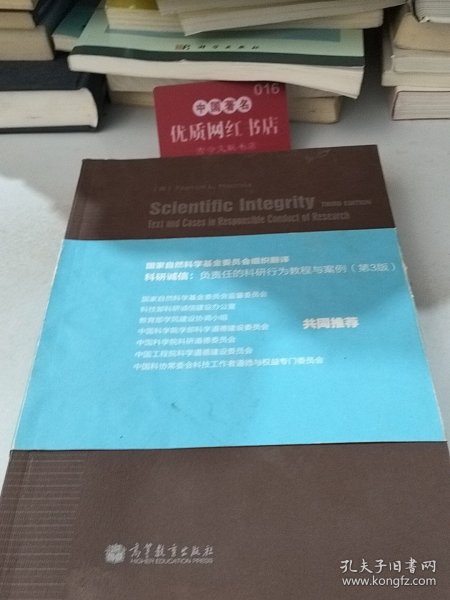 016
中国著名
优质网红书店
Scientific Integrity THIRD EDITION
Text and Cases in Responsible Conduct of Research
国家自然科学基金委员会组织翻译
科研诚信：负责任的科研行为教程与案例（第3版）
国家自然科学基金委员会监督委员会
科技部科研诚信建设办公室
教育部学风建设协调小组
中国科学院学部科学道德建设委员会
中国科学院科研道德委员会
中国工程院科学道德建设委员会
中国科协常委会科技工作者道德与权益专门委员会
共同推荐
高等教育出版社
HIGHER EDUCATION PRESS
孔夫子旧书网
www.kongfz.com